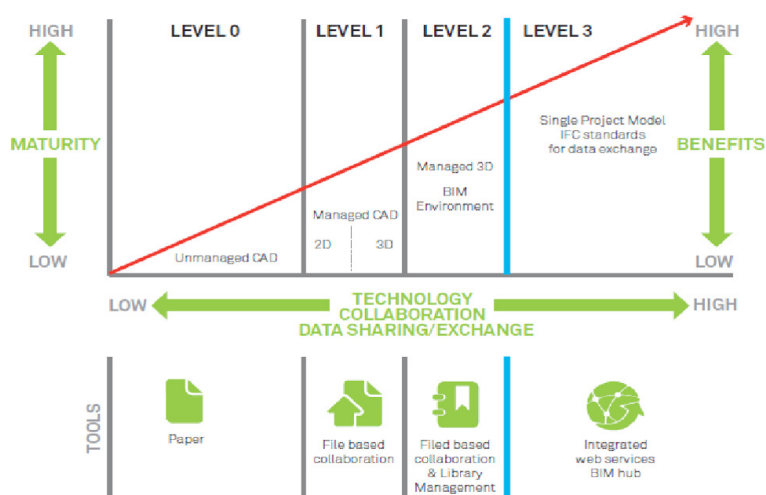 HIGH
LEVEL 0
LEVEL 1
LEVEL 2
LEVEL 3
HIGH
MATURITY
BENEFITS
Single Project Model
IFC standards
for data exchange
Managed 3D
BIM
Environment
Managed CAD
2D
3D
Unmanaged CAD
LOW
LOW
LOW
TECHNOLOGY
COLLABORATION
DATA SHARING/EXCHANGE
HIGH
TOOLS
Paper
File based
collaboration
Filed based
collaboration
& Library
Management
Integrated
web services
BIM hub